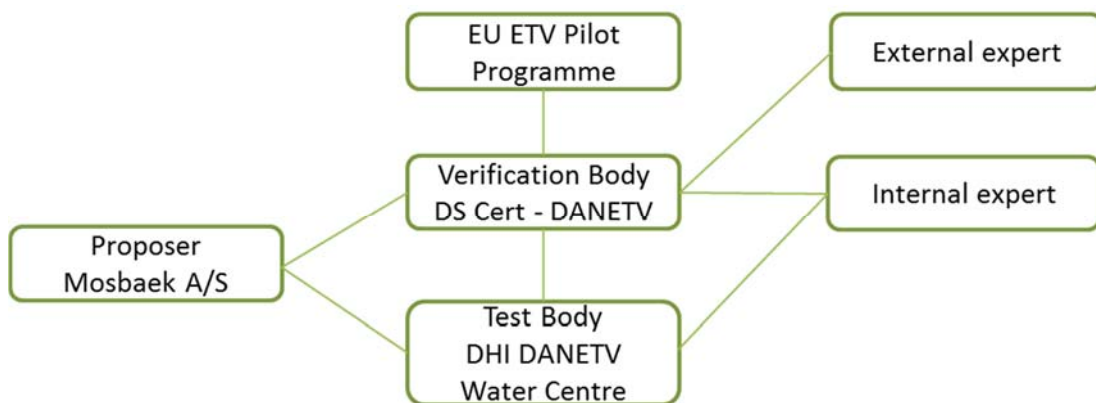 EU ETV Pilot
Programme
External expert
Verification Body
DS Cert - DANETV
Internal expert
Proposer
Mosbaek A/S
Test Body
DHI DANETV
Water Centre